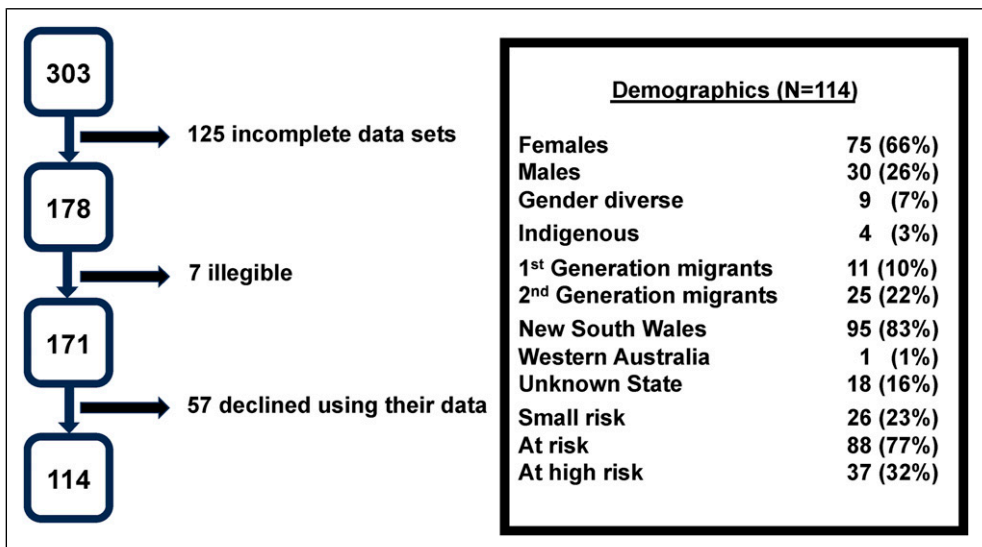 303
125 incomplete data sets
178
7 illegible
171
57 declined using their data
114
Demographics (N=114)
Females 75 (66%)
Males 30 (26%)
Gender diverse 9 (7%)
Indigenous 4 (3%)
1st Generation migrants 11 (10%)
2nd Generation migrants 25 (22%)
New South Wales 95 (83%)
Western Australia 1 (1%)
Unknown State 18 (16%)
Small risk 26 (23%)
At risk 88 (77%)
At high risk 37 (32%)